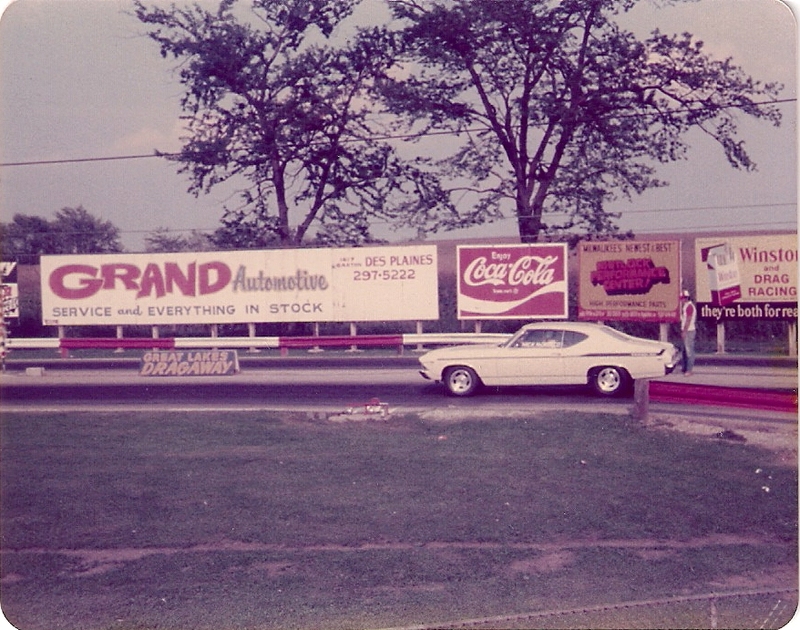 GRAND Automotive
DES PLAINES
297-5222
SERVICE and EVERYTHING IN STOCK
Enjoy
Coca-Cola
MILWAUKEE'S NEWEST & BEST
PERFORMANCE
CENTER
HIGH PERFORMANCE PARTS
Winston
AND
DRAG
RACING
they're both for rea
GREAT LAKES
DRAGAWAY